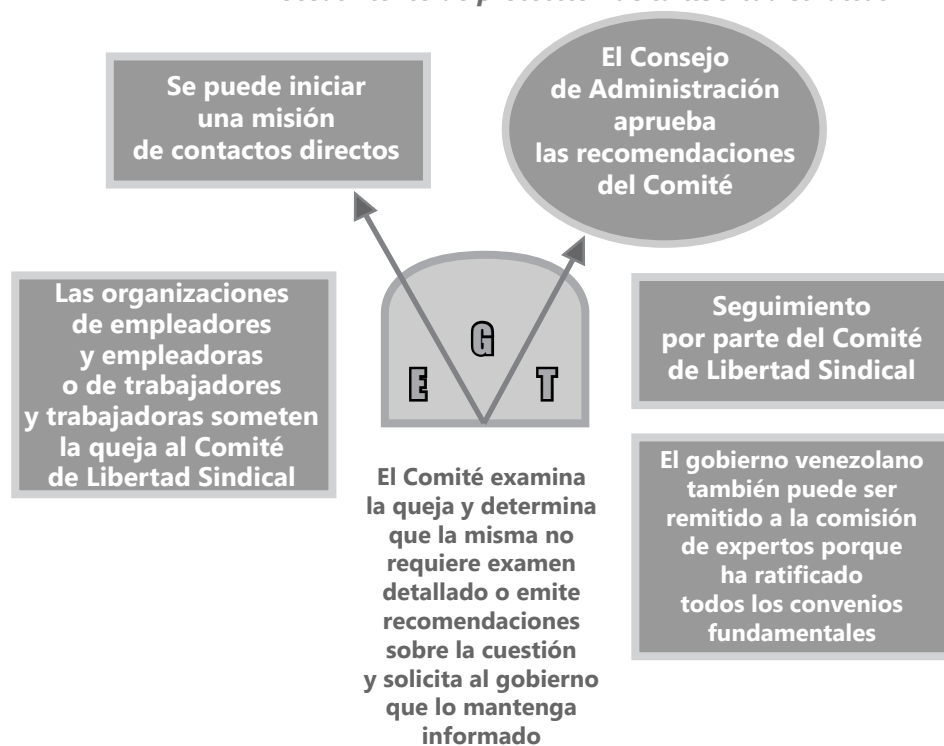 Se puede iniciar
una misión
de contactos directos
El Consejo
de Administración
aprueba
las recomendaciones
del Comité
Las organizaciones
de empleadores
y empleadoras
o de trabajadores
y trabajadoras someten
la queja al Comité
de Libertad Sindical
G
E
T
Seguimiento
por parte del Comité
de Libertad Sindical
El Comité examina
la queja y determina
que la misma no
requiere examen
detallado o emite
recomendaciones
sobre la cuestión
y solicita al gobierno
que lo mantenga
informado
El gobierno venezolano
también puede ser
remitido a la comisión
de expertos porque
ha ratificado
todos los convenios
fundamentales